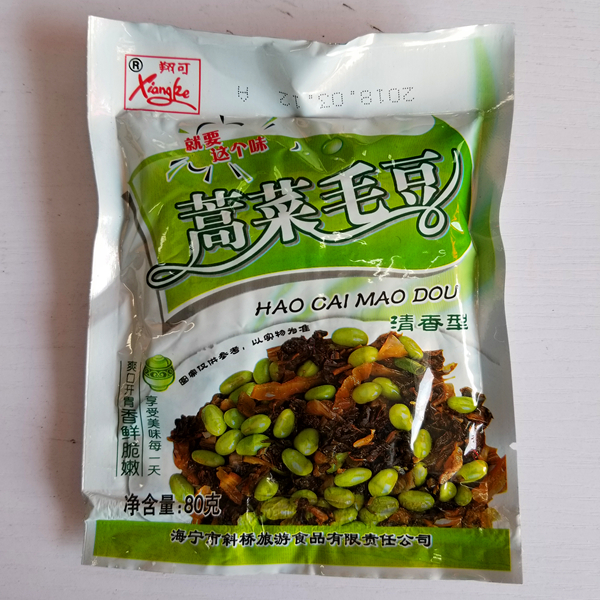 ® 翔可
Xiangke
2018.03.12 A
就要
这个味
蒿菜毛豆
HAO CAI MAO DOU
清香型
图案仅供参考，以实物为准
爽口开胃香鲜脆嫩
享受美味每一天
净含量:80克
海宁市斜桥旅游食品有限责任公司